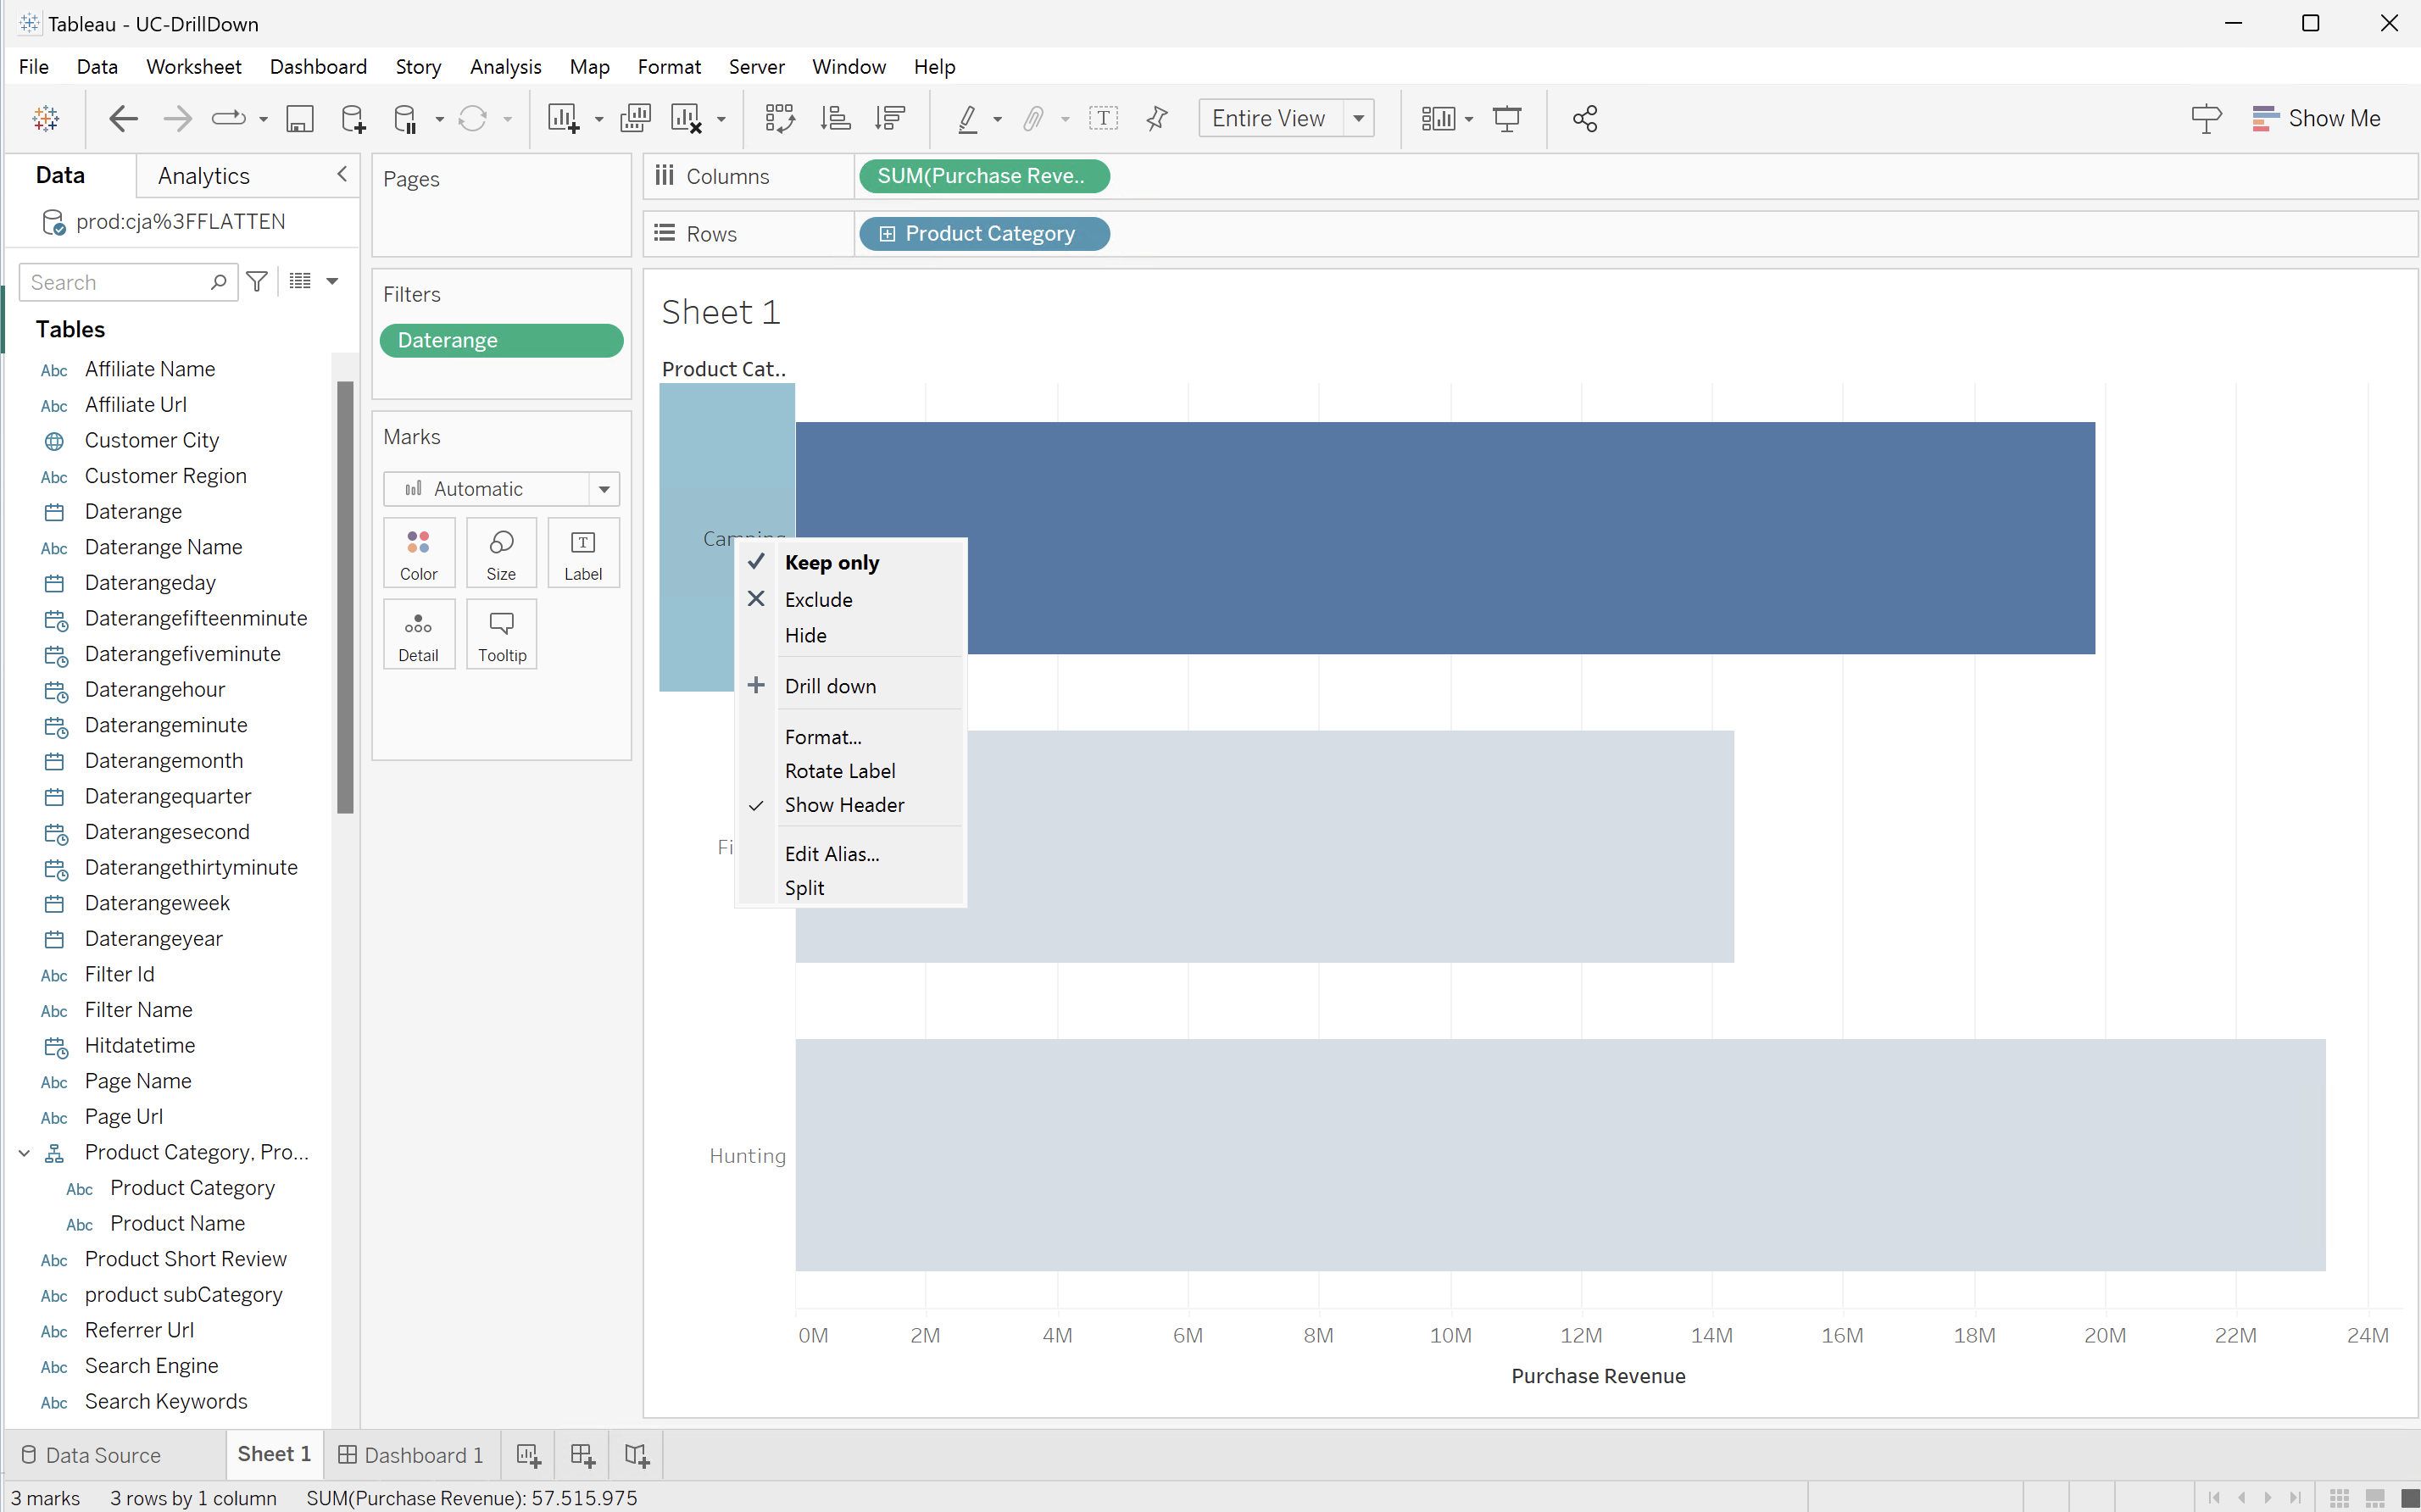 Tableau - UC-DrillDown
File Data Worksheet Dashboard Story Analysis Map Format Server Window Help
Entire View
Show Me
Data Analytics
prod:cja%3FFLATTEN
Search
Tables
Abc Affiliate Name
Abc Affiliate Url
Customer City
Abc Customer Region
Daterange
Abc Daterange Name
Daterangeday
Daterangefifteenminute
Daterangefiveminute
Daterangehour
Daterangeminute
Daterangemonth
Daterangequarter
Daterangesecond
Daterangethirtyminute
Daterangeweek
Daterangeyear
Abc Filter Id
Abc Filter Name
Hitdatetime
Abc Page Name
Abc Page Url
Product Category, Pro...
Abc Product Category
Abc Product Name
Abc Product Short Review
Abc product subCategory
Abc Referrer Url
Abc Search Engine
Abc Search Keywords
Pages
Filters
Daterange
Marks
Automatic
Color Size Label
Detail Tooltip
Columns SUM(Purchase Reve..
Rows Product Category
Sheet 1
Product Cat..
Keep only
Exclude
Hide
Drill down
Format...
Rotate Label
Show Header
Edit Alias...
Split
Hunting
0M 2M 4M 6M 8M 10M 12M 14M 16M 18M 20M 22M 24M
Purchase Revenue
Data Source Sheet 1 Dashboard 1
3 marks 3 rows by 1 column SUM(Purchase Revenue): 57.515.975